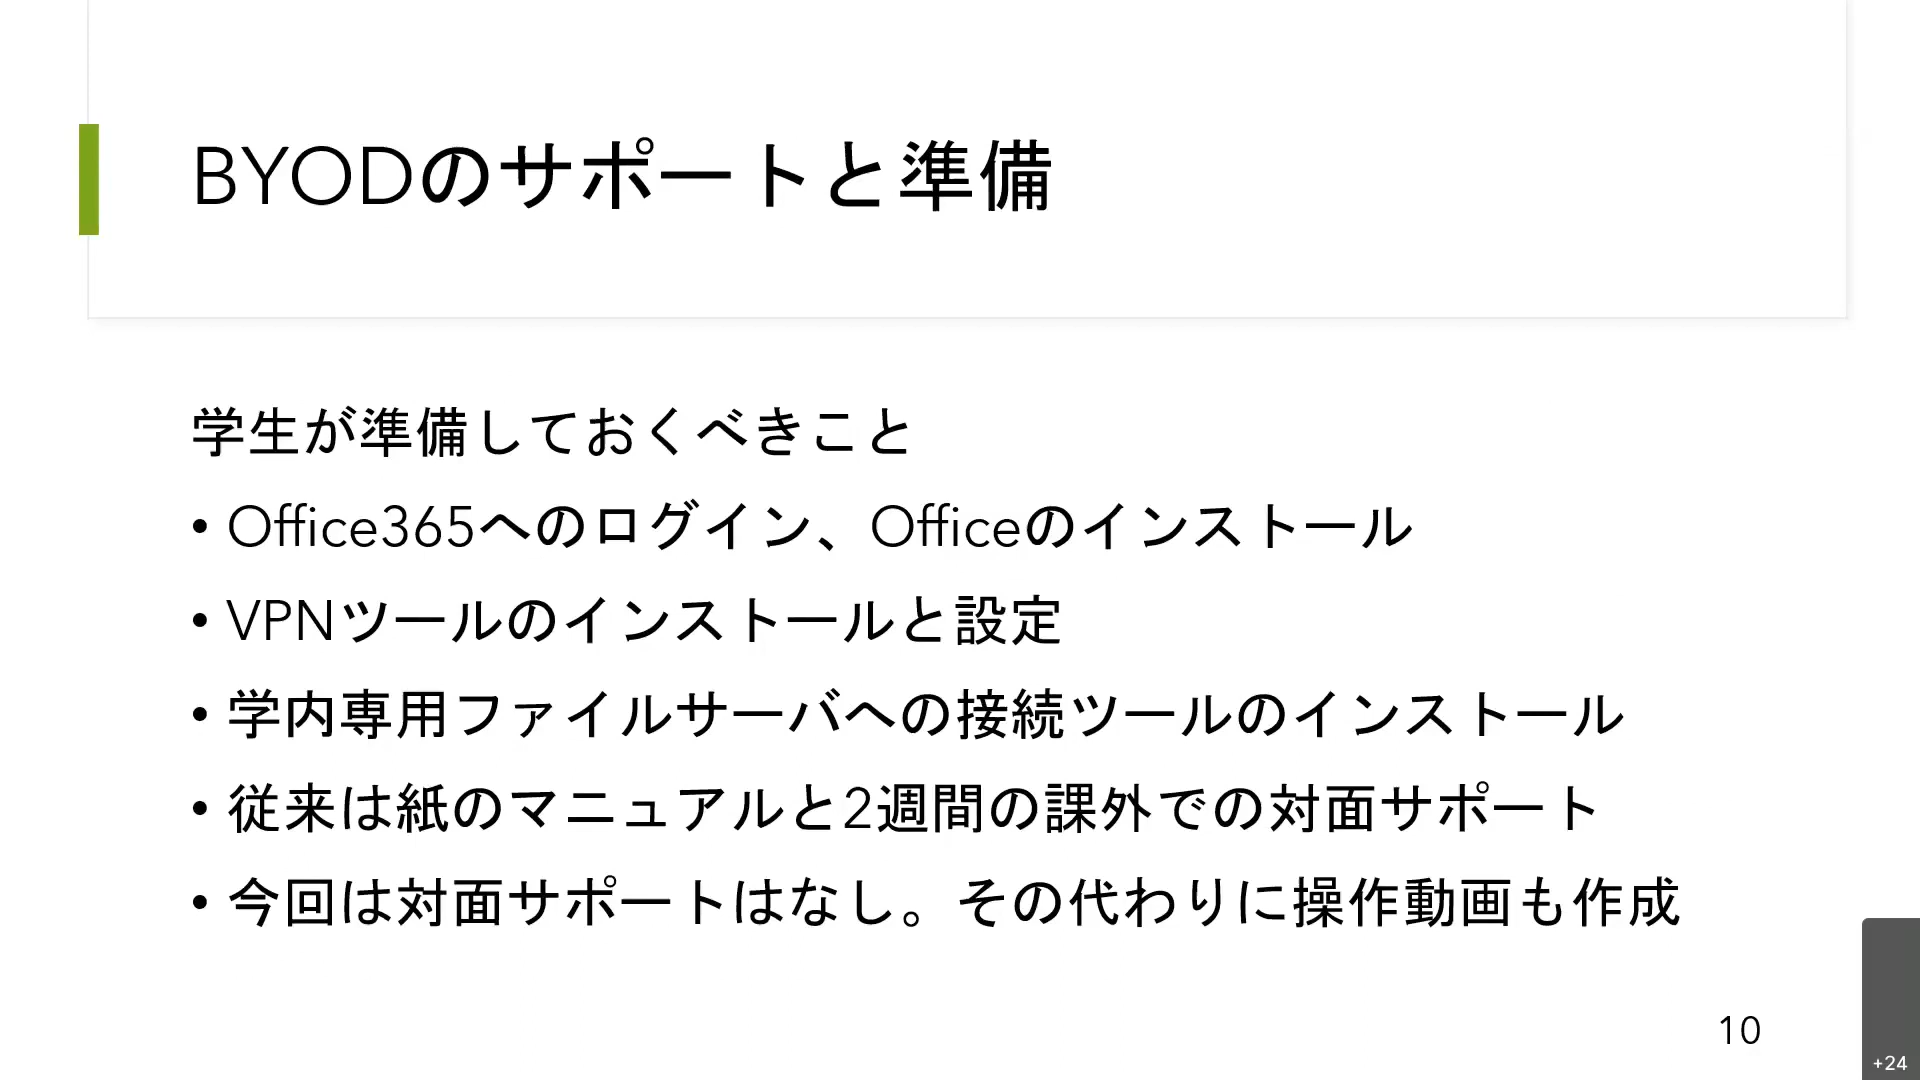 BYODのサポートと準備
学生が準備しておくべきこと
• Office365へのログイン、Officeのインストール
• VPNツールのインストールと設定
• 学内専用ファイルサーバへの接続ツールのインストール
• 従来は紙のマニュアルと2週間の課外での対面サポート
• 今回は対面サポートはなし。その代わりに操作動画も作成
10
+24